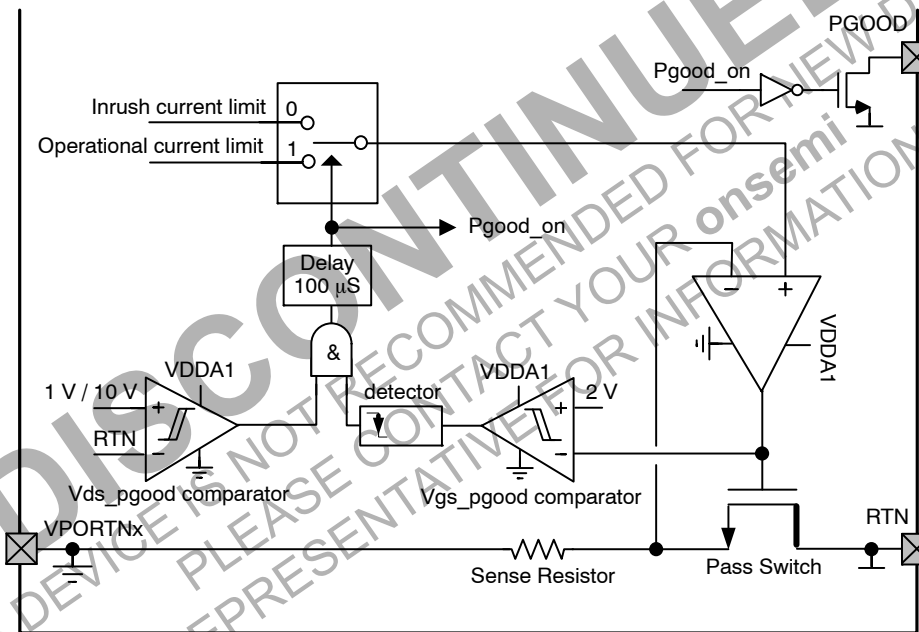 PGOOD
Pgood_on
Inrush current limit
0
Operational current limit
1
Pgood_on
Delay
100 µS
− +
VDDA1
&
1 V / 10 V
VDDA1
+
RTN
−
Vds_pgood comparator
detector
VDDA1
2 V
+
−
Vgs_pgood comparator
VPORTNx
Sense Resistor
Pass Switch
RTN
DISCONTINUED
DEVICE IS NOT RECOMMENDED FOR NEW D
PLEASE CONTACT YOUR onsemi
REPRESENTATIVE FOR INFORMATION